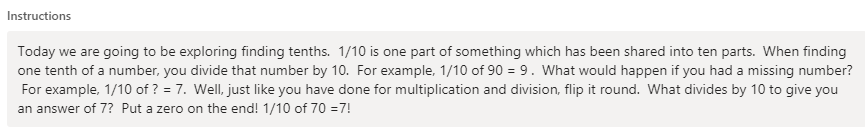 Instructions
Today we are going to be exploring finding tenths.  1/10 is one part of something which has been shared into ten parts.  When finding
one tenth of a number, you divide that number by 10.  For example, 1/10 of 90 = 9 .  What would happen if you had a missing number?
For example, 1/10 of ? = 7.  Well, just like you have done for multiplication and division, flip it round.  What divides by 10 to give you
an answer of 7?  Put a zero on the end! 1/10 of 70 =7!